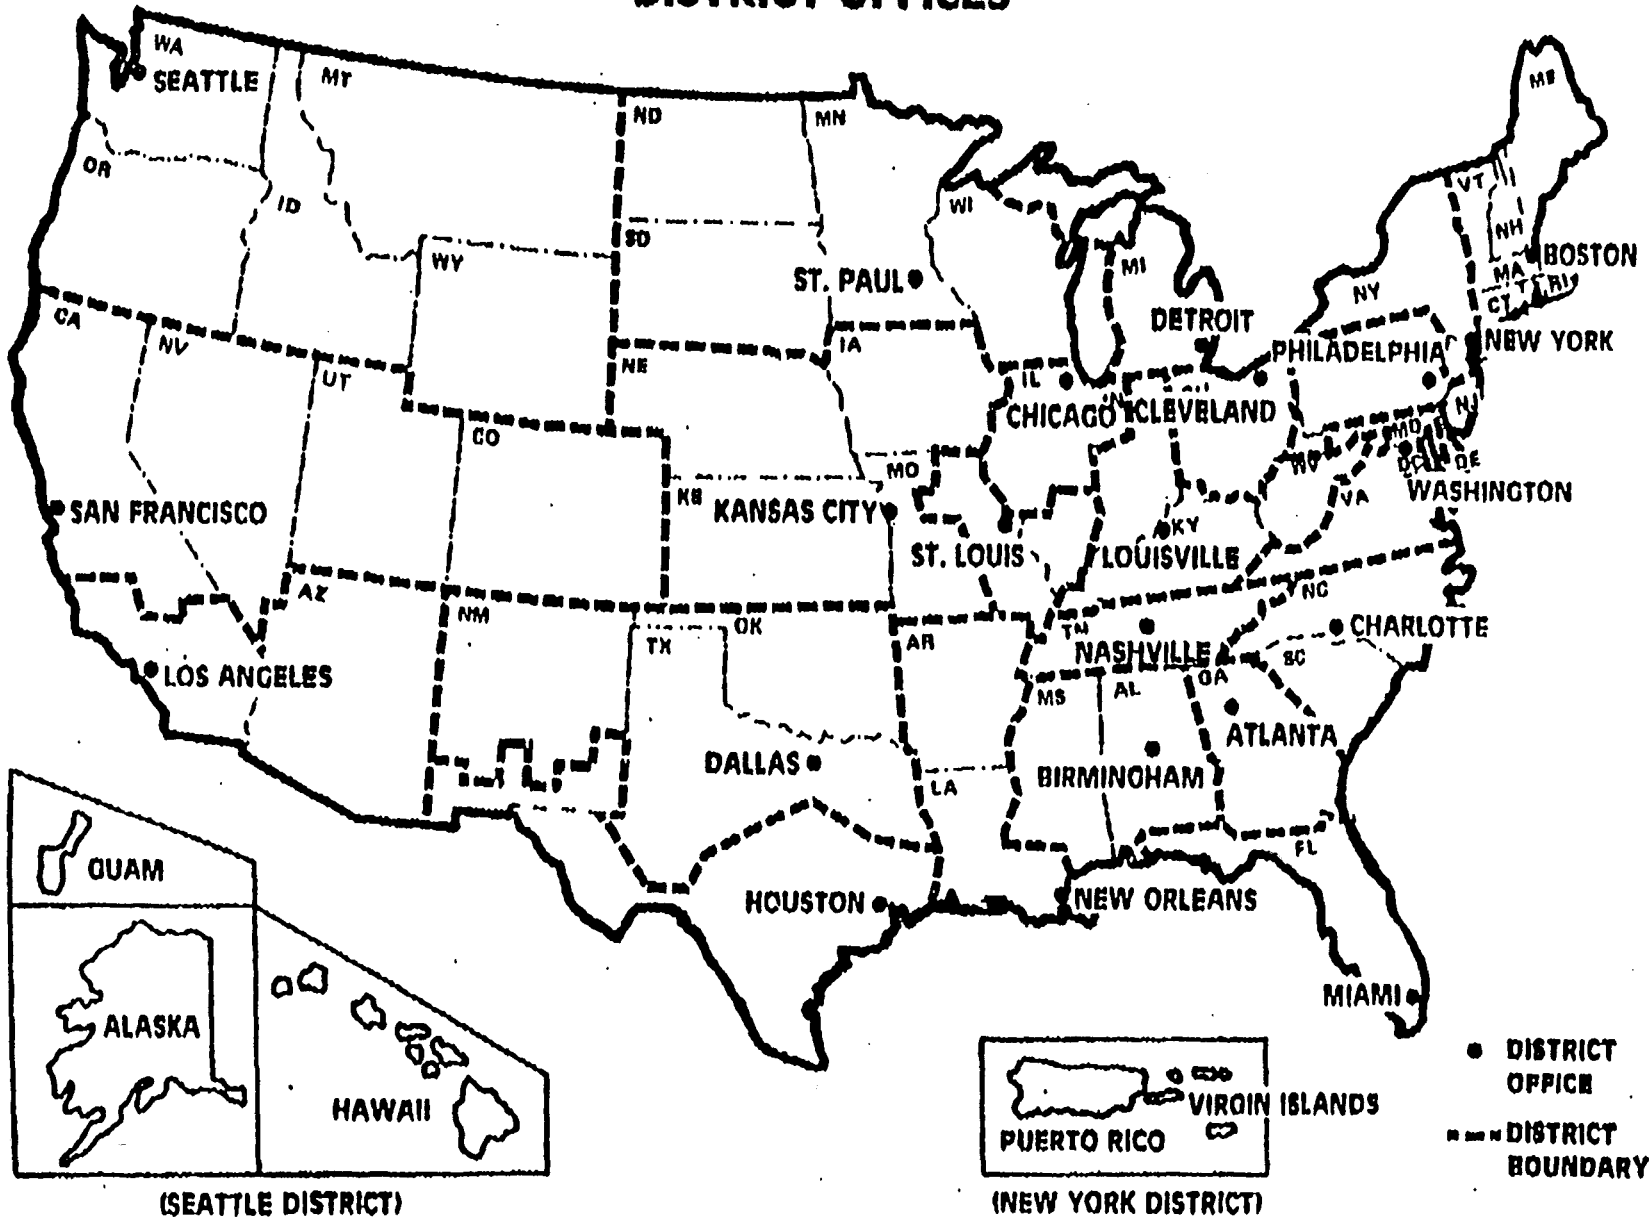 DISTRICT OFFICES
WA
SEATTLE
MT
ND
MN
ME
OR
ID
WY
SD
WI
MI
VT
NH
BOSTON
MA
CT
RI
NY
ST. PAUL
DETROIT
CA
NV
UT
NE
IA
IL
PHILADELPHIA
NEW YORK
CHICAGO
CLEVELAND
NJ
CO
MO
MD
DE
DC
WV
VA
WASHINGTON
SAN FRANCISCO
KS
KANSAS CITY
ST. LOUIS
KY
LOUISVILLE
AZ
NM
TX
OK
AR
TN
NASHVILLE
NC
CHARLOTTE
SC
LOS ANGELES
MS
AL
GA
ATLANTA
DALLAS
BIRMINGHAM
LA
FL
GUAM
HOUSTON
NEW ORLEANS
MIAMI
ALASKA
HAWAII
VIRGIN ISLANDS
PUERTO RICO
DISTRICT
OFFICE
DISTRICT
BOUNDARY
(SEATTLE DISTRICT)
(NEW YORK DISTRICT)